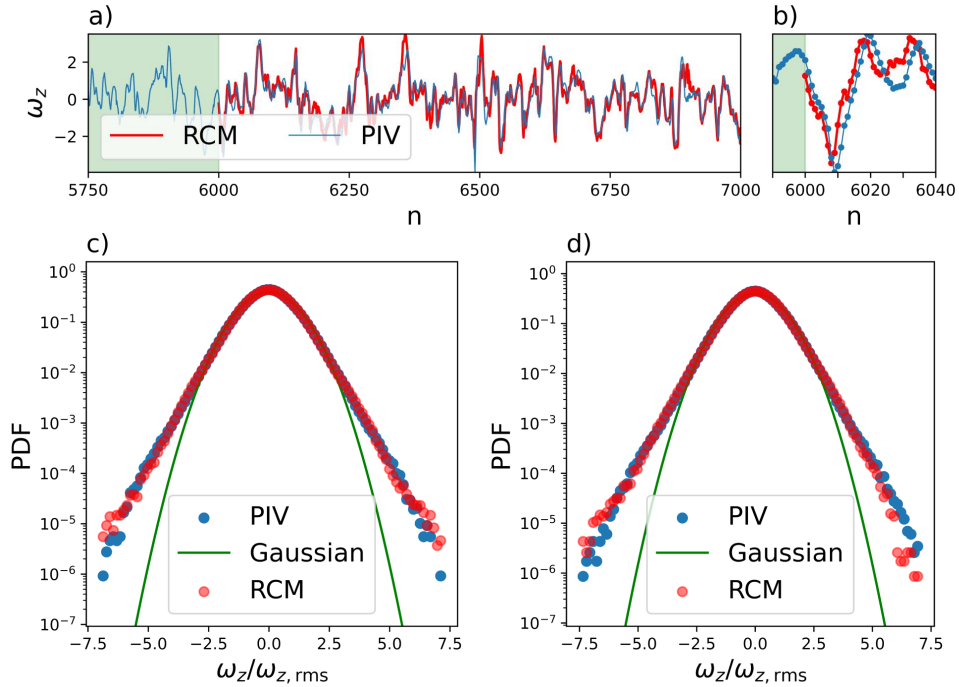 a)
ω_z
2
0
−2
RCM PIV
5750 6000 6250 6500 6750 7000
n
b)
6000 6020 6040
n
c)
PDF
10⁰
10⁻¹
10⁻²
10⁻³
10⁻⁴
10⁻⁵
10⁻⁶
10⁻⁷
PIV
Gaussian
RCM
−7.5 −5.0 −2.5 0.0 2.5 5.0 7.5
ω_z/ω_z, rms
d)
PDF
10⁰
10⁻¹
10⁻²
10⁻³
10⁻⁴
10⁻⁵
10⁻⁶
10⁻⁷
PIV
Gaussian
RCM
−7.5 −5.0 −2.5 0.0 2.5 5.0 7.5
ω_z/ω_z, rms